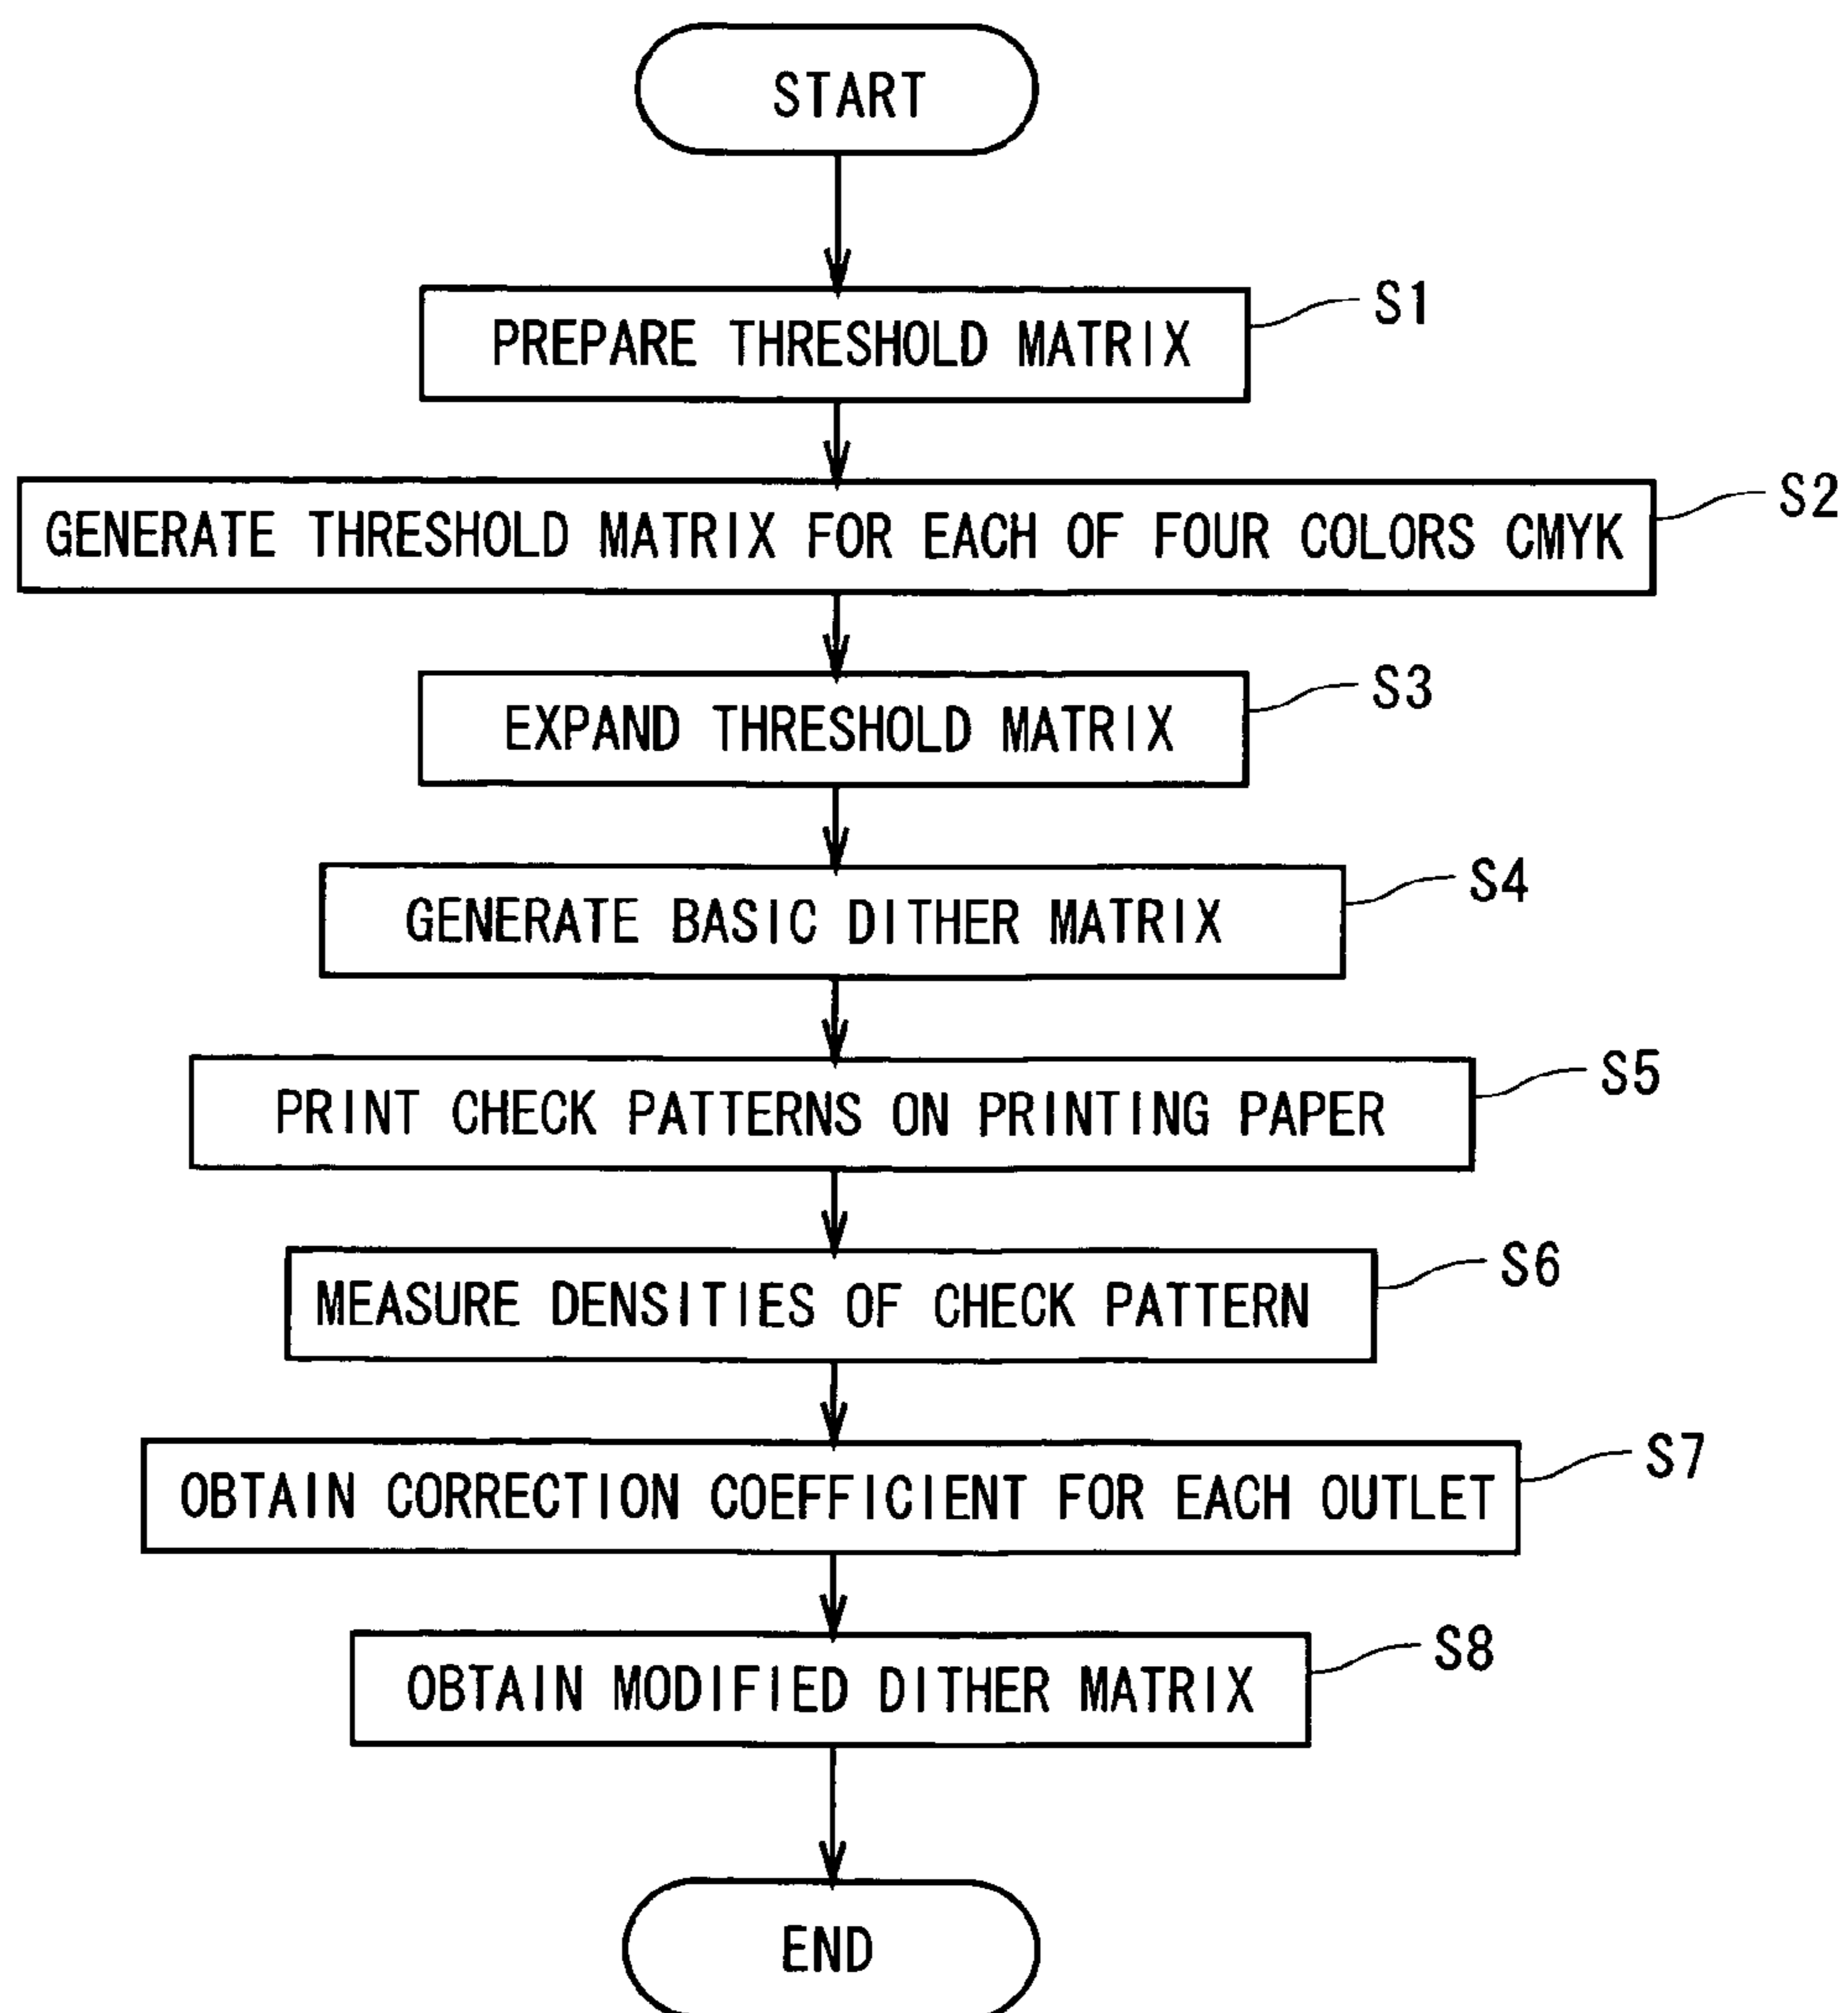 START
PREPARE THRESHOLD MATRIX
S1
GENERATE THRESHOLD MATRIX FOR EACH OF FOUR COLORS CMYK
S2
EXPAND THRESHOLD MATRIX
S3
GENERATE BASIC DITHER MATRIX
S4
PRINT CHECK PATTERNS ON PRINTING PAPER
S5
MEASURE DENSITIES OF CHECK PATTERN
S6
OBTAIN CORRECTION COEFFICIENT FOR EACH OUTLET
S7
OBTAIN MODIFIED DITHER MATRIX
S8
END